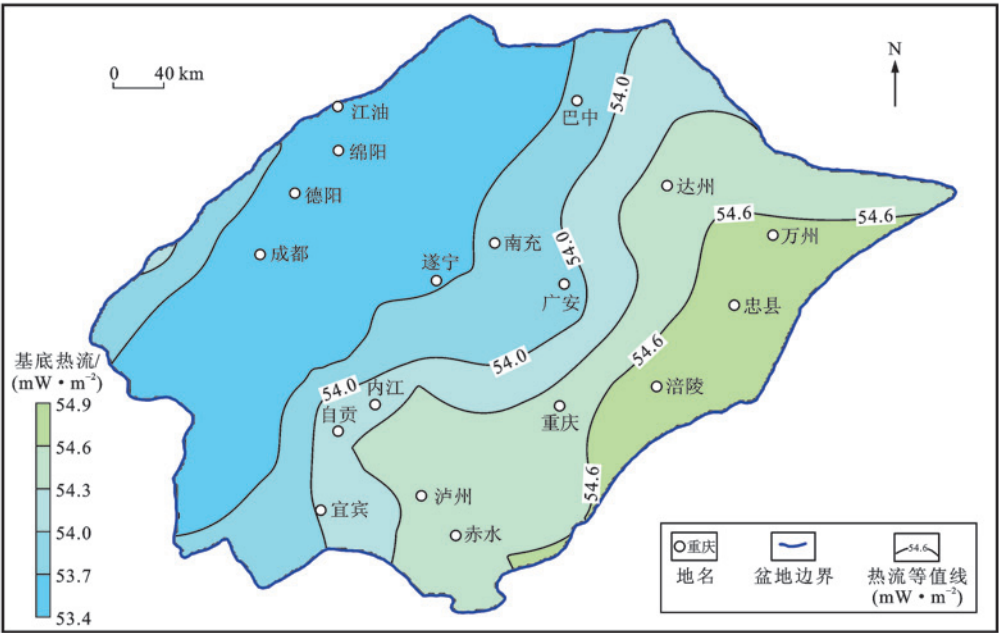 0 40 km
N
江油
绵阳
德阳
成都
巴中
54.0
达州
54.6
54.6
万州
南充
54.0
遂宁
广安
忠县
54.6
54.0
54.0
内江
自贡
重庆
涪陵
54.6
泸州
宜宾
赤水
基底热流/
(mW·m⁻²)
54.9
54.6
54.3
54.0
53.7
53.4
重庆
54.6
地名
盆地边界
热流等值线
(mW·m⁻²)